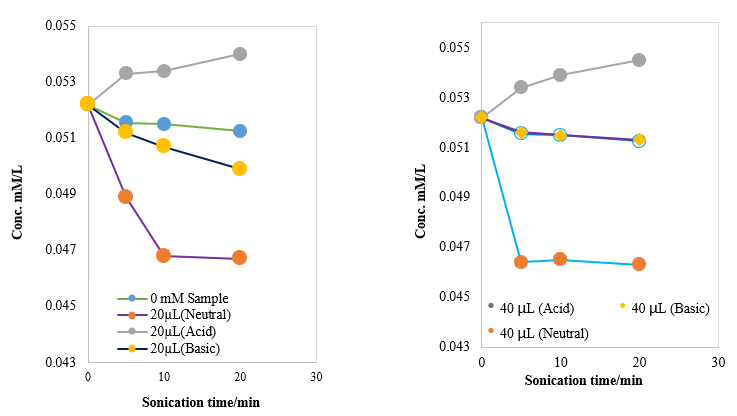 0.055
0.053
0.051
0.049
0.047
0.045
0.043
Conc. mM/L
0 mM Sample
20µL(Neutral)
20µL(Acid)
20µL(Basic)
0 10 20 30
Sonication time/min
0.055
0.053
0.051
0.049
0.047
0.045
0.043
Conc. mM/L
40 µL (Acid) 40 µL (Basic)
40 µL (Neutral)
0 10 20 30
Sonication time/min